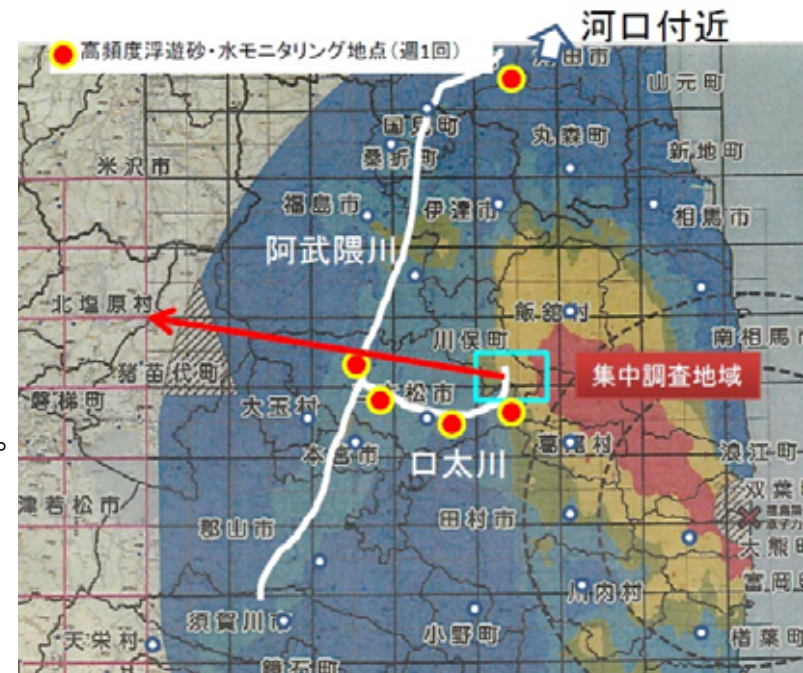 河口付近
高頻度浮遊砂・水モニタリング地点（週1回）
山元町
国見町
丸森町
桑折町
新地町
米沢市
福島市
伊達市
相馬市
阿武隈川
北塩原村
飯舘村
川俣町
南相馬市
猪苗代町
集中調査地域
磐梯町
大玉村
松市
本宮市
口太川
葛尾村
浪江町
津若松市
双葉
郡山市
田村市
大熊町
富岡
川内村
須賀川市
小野町
楢葉町
天栄村
鏡石町
。